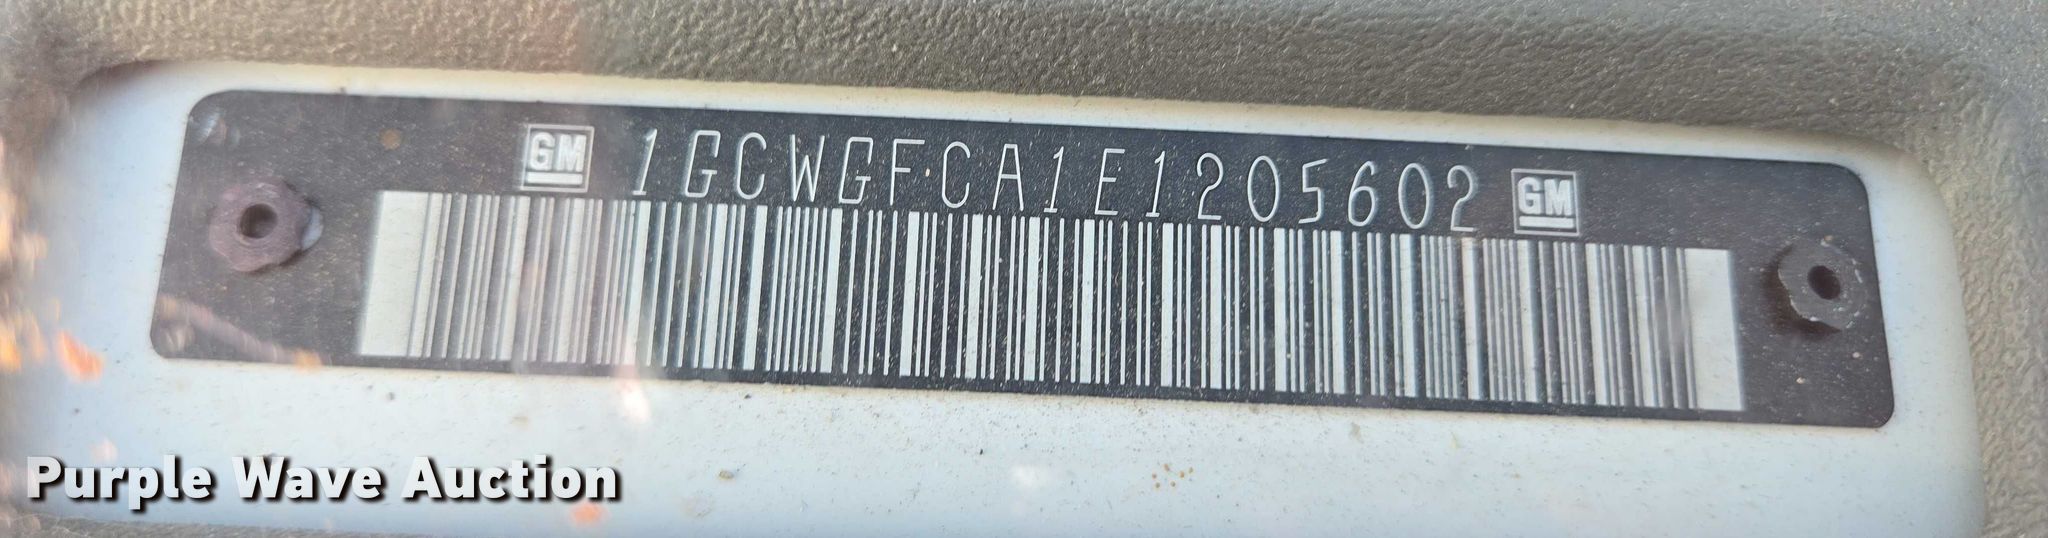 GM 1GCWGFCA1E1205602 GM
Purple Wave Auction